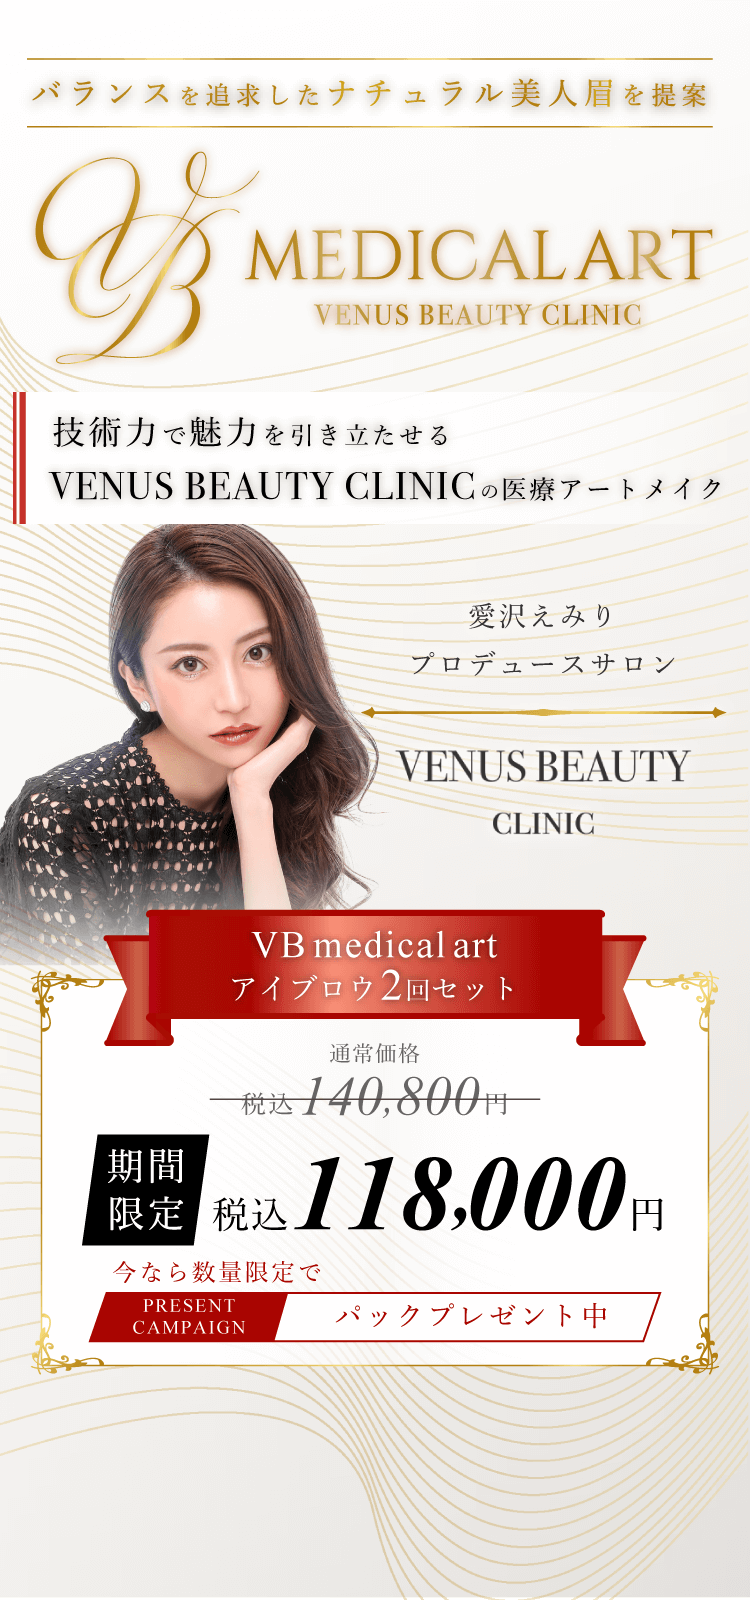 バランスを追求したナチュラル美人眉を提案
VB
MEDICAL ART
VENUS BEAUTY CLINIC
技術力で魅力を引き立たせる
VENUS BEAUTY CLINICの医療アートメイク
愛沢えみり
プロデュースサロン
VENUS BEAUTY
CLINIC
VB medical art
アイブロウ2回セット
通常価格
税込140,800円
期間
限定
税込118,000円
今なら数量限定で
PRESENT
CAMPAIGN
パックプレゼント中